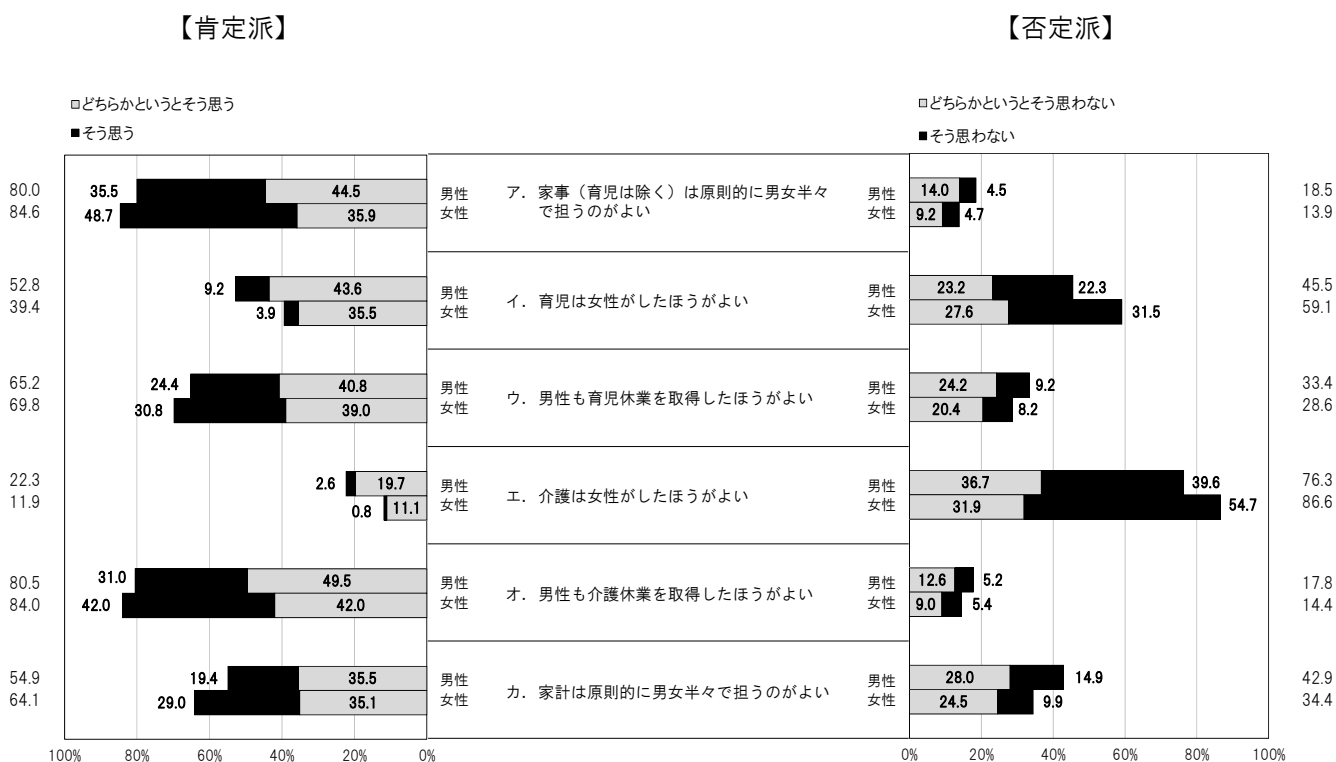 【肯定派】 【否定派】
□どちらかというとそう思う □どちらかというとそう思わない
■そう思う ■そう思わない
80.0 35.5 44.5 男性 ア．家事（育児は除く）は原則的に男女半々 男性 14.0 4.5 18.5
84.6 48.7 35.9 女性 で担うのがよい 女性 9.2 4.7 13.9
52.8 9.2 43.6 男性 イ．育児は女性がしたほうがよい 男性 23.2 22.3 45.5
39.4 3.9 35.5 女性 女性 27.6 31.5 59.1
65.2 24.4 40.8 男性 ウ．男性も育児休業を取得したほうがよい 男性 24.2 9.2 33.4
69.8 30.8 39.0 女性 女性 20.4 8.2 28.6
22.3 2.6 19.7 男性 エ．介護は女性がしたほうがよい 男性 36.7 39.6 76.3
11.9 0.8 11.1 女性 女性 31.9 54.7 86.6
80.5 31.0 49.5 男性 オ．男性も介護休業を取得したほうがよい 男性 12.6 5.2 17.8
84.0 42.0 42.0 女性 女性 9.0 5.4 14.4
54.9 19.4 35.5 男性 カ．家計は原則的に男女半々で担うのがよい 男性 28.0 14.9 42.9
64.1 29.0 35.1 女性 女性 24.5 9.9 34.4
100% 80% 60% 40% 20% 0% 0% 20% 40% 60% 80% 100%